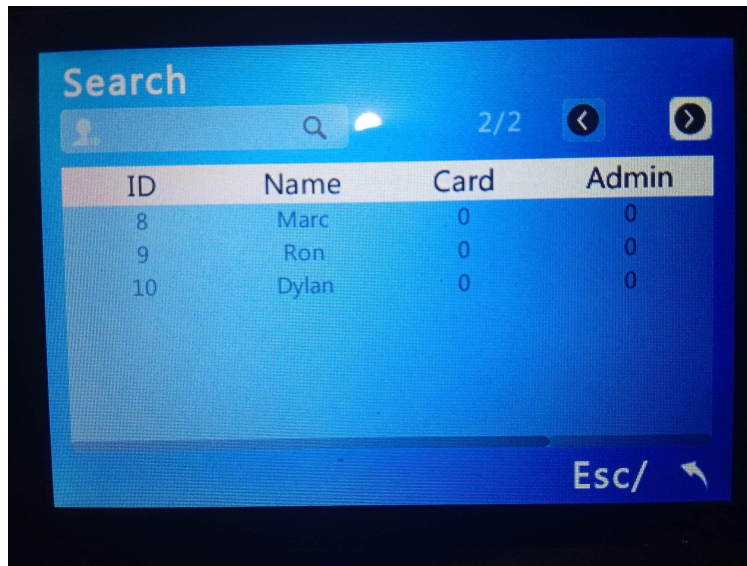 Search
2/2
ID Name Card Admin
8 Marc 0 0
9 Ron 0 0
10 Dylan 0 0
Esc/